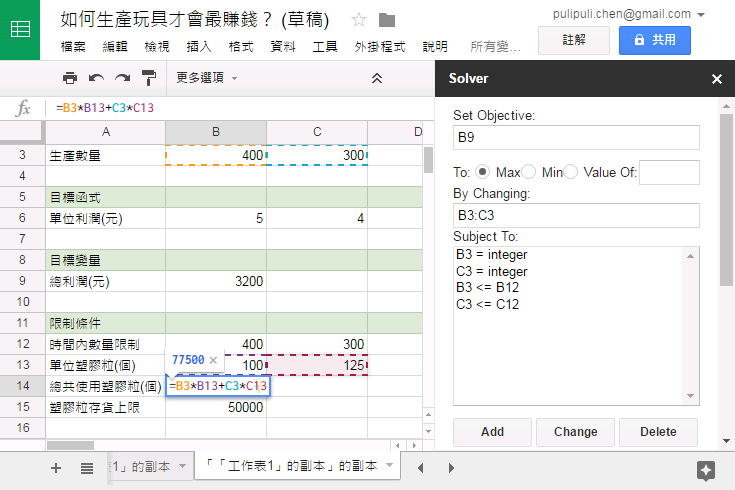 如何生產玩具才會最賺錢？ (草稿)
pulipuli.chen@gmail.com
檔案 編輯 檢視 插入 格式 資料 工具 外掛程式 說明 所有變…
註解
共用
更多選項
Solver
fx =B3*B13+C3*C13
A B C D
3 生產數量 400 300
4
5 目標函式
6 單位利潤(元) 5 4
7
8 目標變量
9 總利潤(元) 3200
10
11 限制條件
12 時間內數量限制 400 300
77500 ×
13 單位塑膠粒(個) 100 125
14 總共使用塑膠粒(個) =B3*B13+C3*C13
15 塑膠粒存貨上限 50000
16
Set Objective:
B9
To: Max Min Value Of:
By Changing:
B3:C3
Subject To:
B3 = integer
C3 = integer
B3 <= B12
C3 <= C12
Add Change Delete
1」的副本 「「工作表1」的副本」的副本